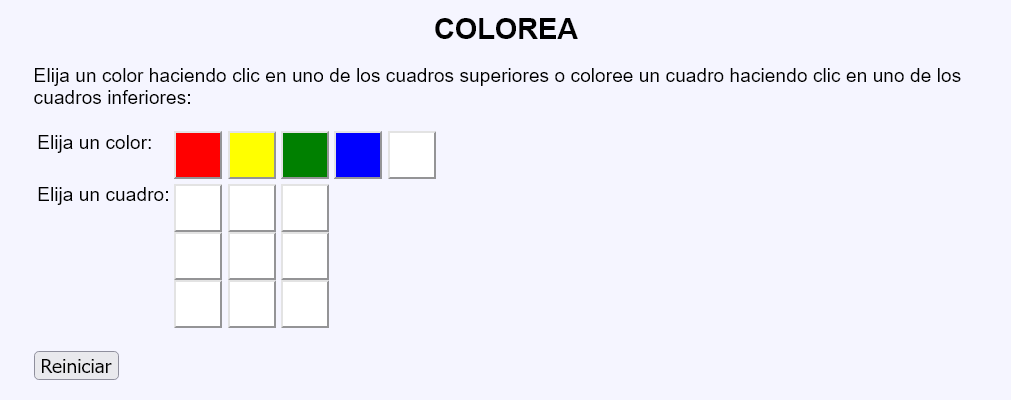 COLOREA
Elija un color haciendo clic en uno de los cuadros superiores o coloree un cuadro haciendo clic en uno de los
cuadros inferiores:
Elija un color:
Elija un cuadro:
Reiniciar